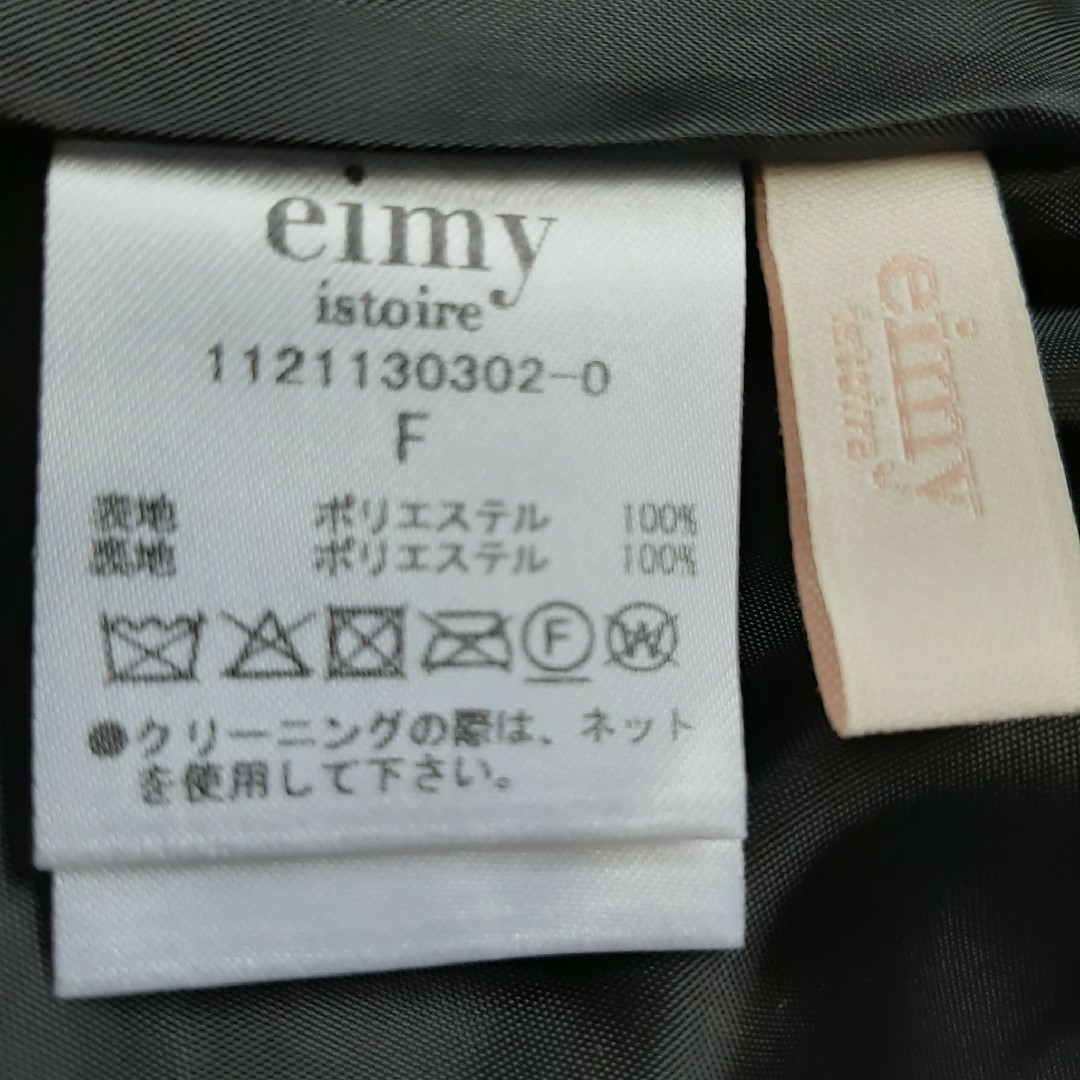 eimy
istoire
1121130302-0
F
表地 ポリエステル 100%
裏地 ポリエステル 100%
F
W
●クリーニングの際は、ネット
を使用して下さい。
eimy
istoire